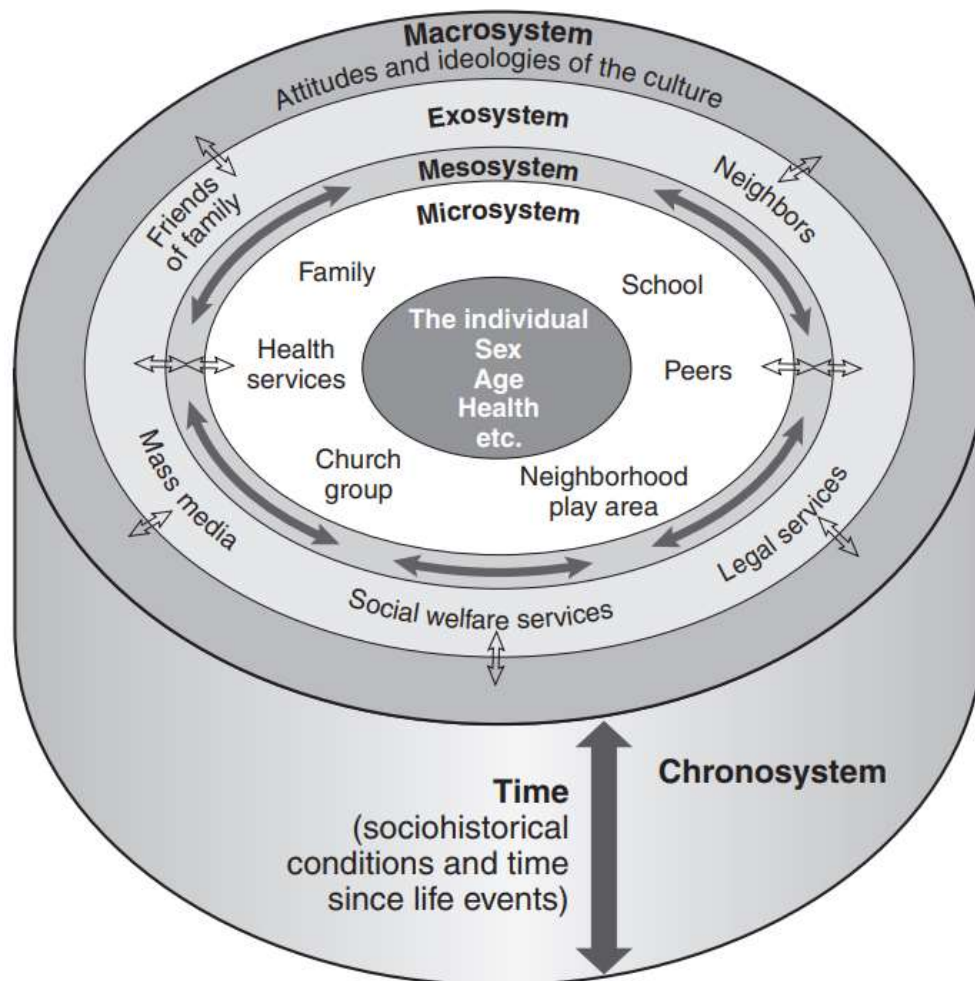 Macrosystem
Attitudes and ideologies of the culture
Exosystem
Mesosystem
Microsystem
Friends
of family
Neighbors
Family
School
The individual
Sex
Age
Health
etc.
Health
services
Peers
Church
group
Neighborhood
play area
Mass media
Legal services
Social welfare services
Time
(sociohistorical
conditions and time
since life events)
Chronosystem